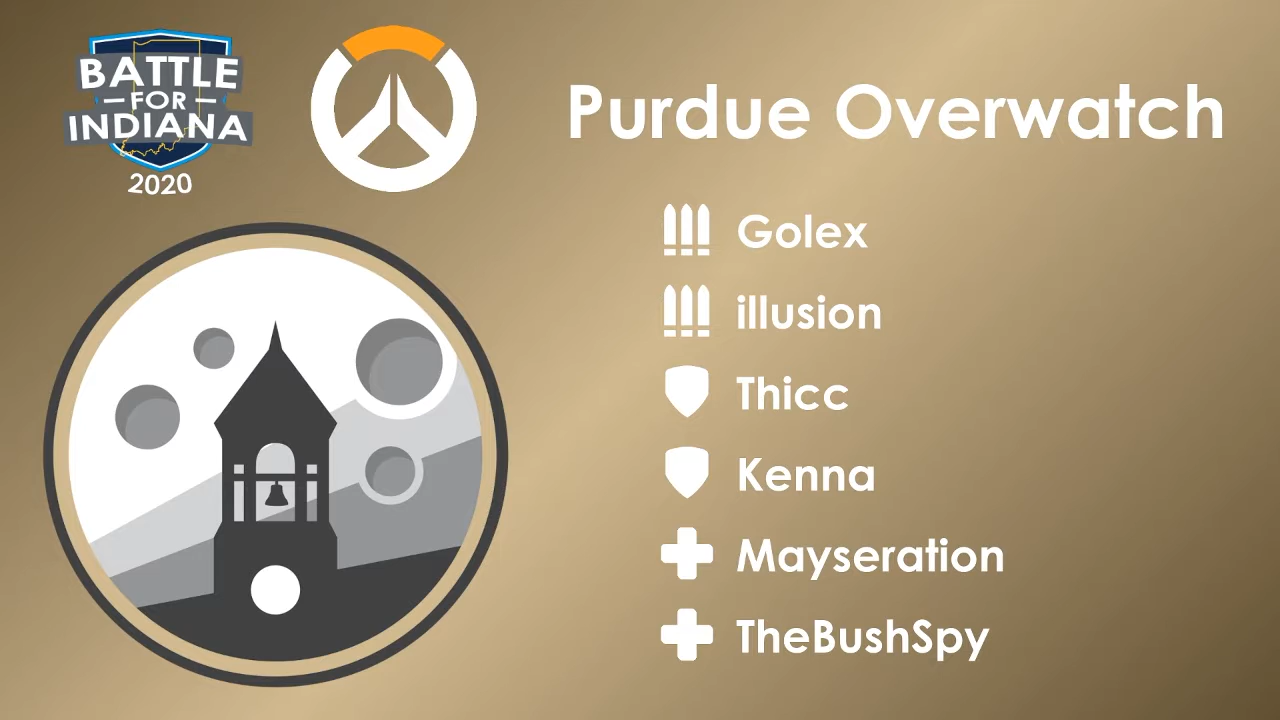 BATTLE
FOR
INDIANA
2020
Purdue Overwatch
Golex
illusion
Thicc
Kenna
Mayseration
TheBushSpy